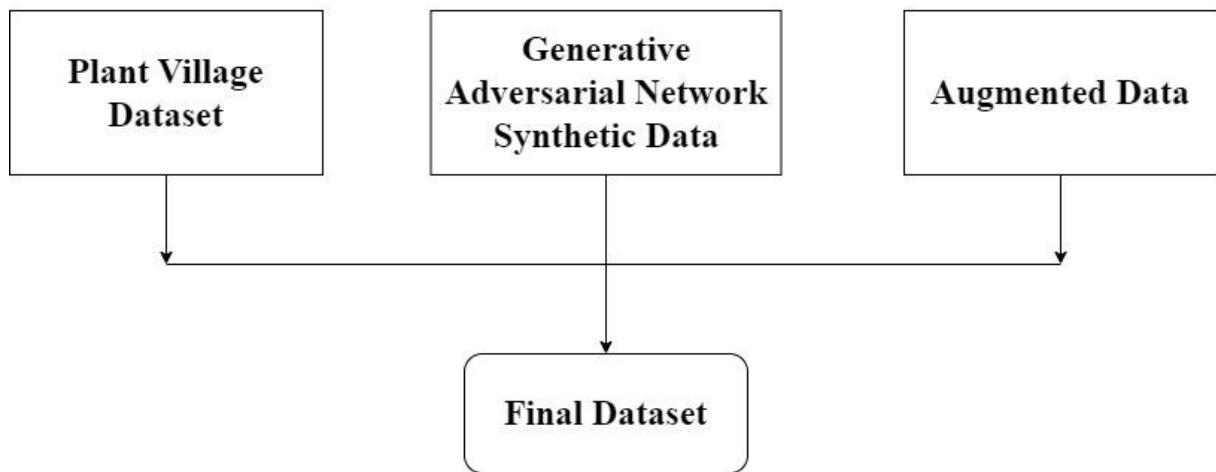 Plant Village
Dataset
Generative
Adversarial Network
Synthetic Data
Augmented Data
Final Dataset